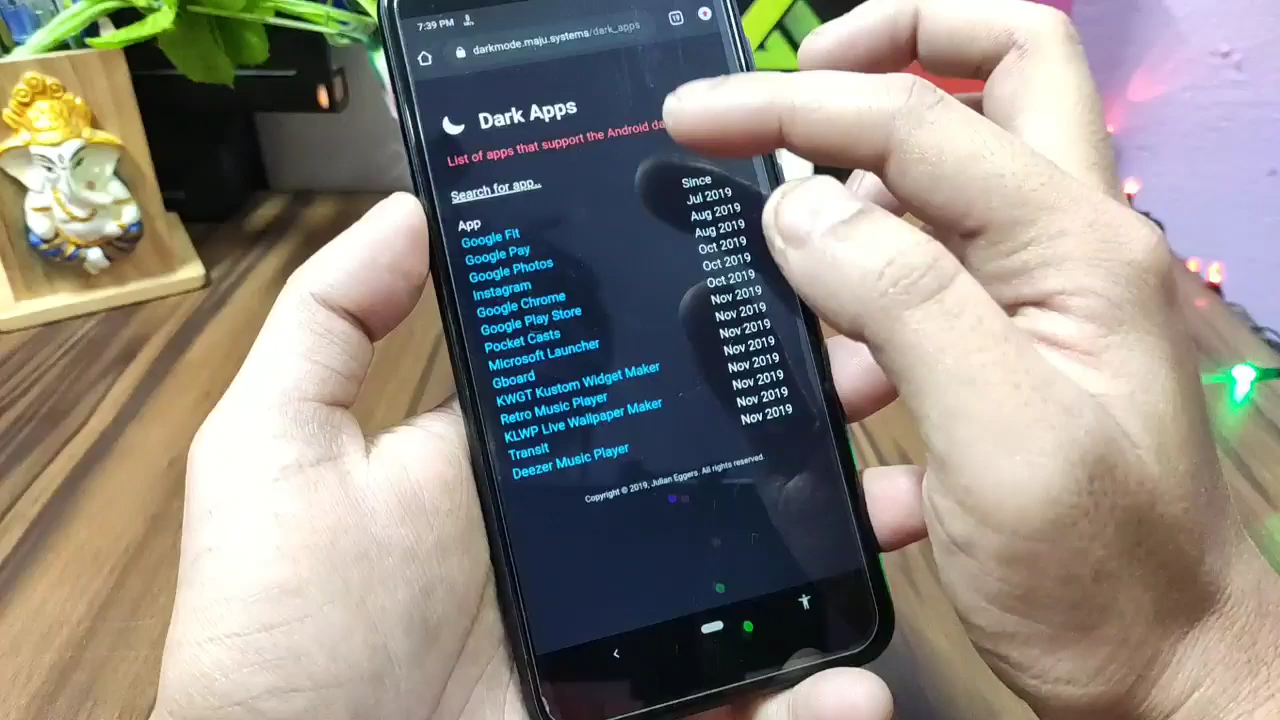 7:39 PM
darkmode.maju.systems/dark_apps
19
Dark Apps
List of apps that support the Android da
Search for app..
App Since
Google Fit Jul 2019
Google Pay Aug 2019
Google Photos Aug 2019
Instagram Oct 2019
Google Chrome Oct 2019
Google Play Store Oct 2019
Pocket Casts Nov 2019
Microsoft Launcher Nov 2019
Gboard Nov 2019
KWGT Kustom Widget Maker Nov 2019
Retro Music Player Nov 2019
KLWP Live Wallpaper Maker Nov 2019
Transit Nov 2019
Deezer Music Player Nov 2019
Copyright © 2019, Julian Eggers. All rights reserved.